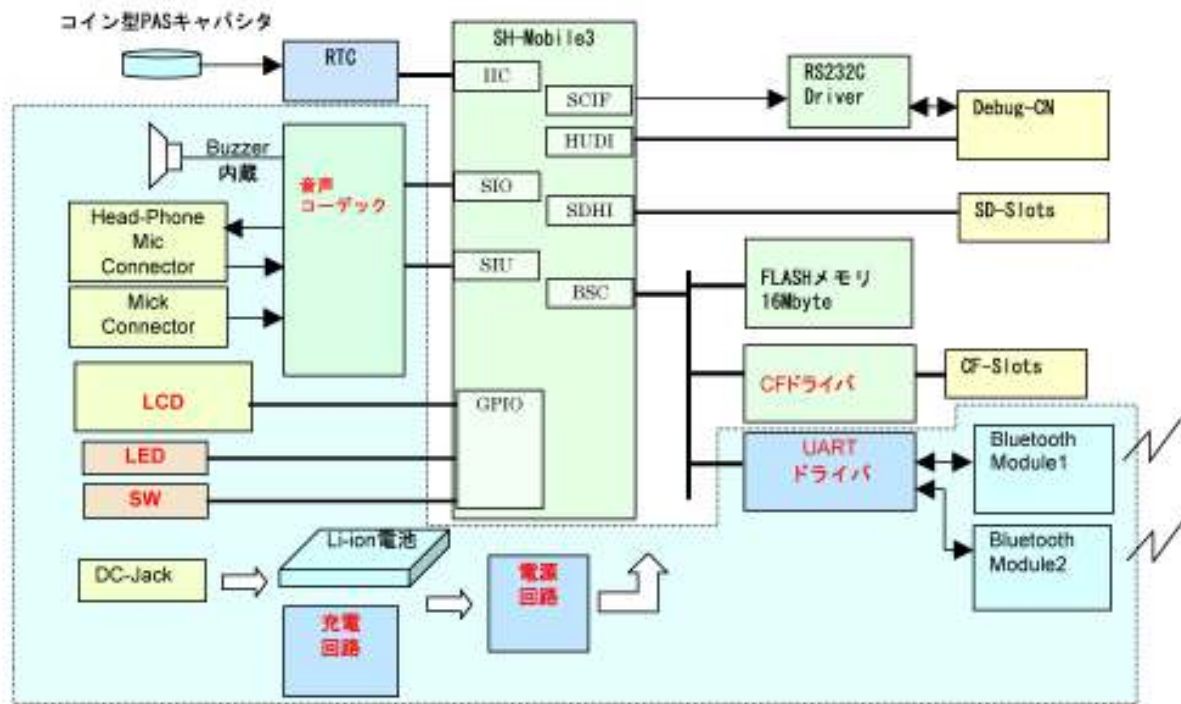 コイン型PASキャパシタ
RTC
SH-Mobile3
IIC
SCIF
HUDI
SIO
SDHI
SIU
BSC
GPIO
RS232C
Driver
Debug-CN
SD-Slots
Buzzer
内蔵
音声
コーデック
Head-Phone
Mic
Connector
Mick
Connector
FLASHメモリ
16Mbyte
CFドライバ
CF-Slots
LCD
LED
SW
UART
ドライバ
Bluetooth
Module1
Bluetooth
Module2
DC-Jack
Li-ion電池
充電
回路
電源
回路